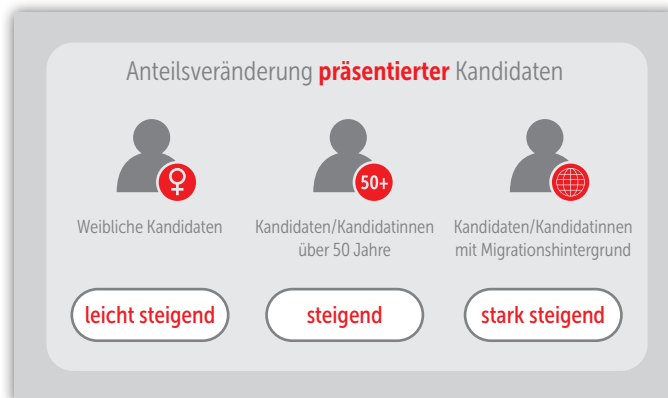 Anteilsveränderung präsentierter Kandidaten
50+
Weibliche Kandidaten
Kandidaten/Kandidatinnen
über 50 Jahre
Kandidaten/Kandidatinnen
mit Migrationshintergrund
leicht steigend
steigend
stark steigend